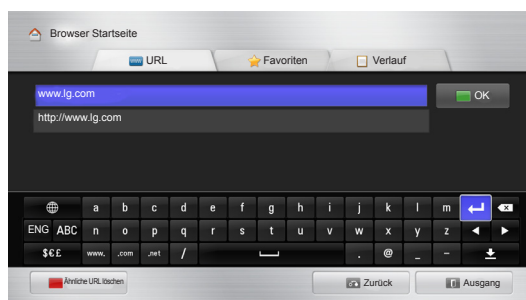 Browser Startseite
URL Favoriten Verlauf
www.lg.com OK
http://www.lg.com
a b c d e f g h i j k l m
ENG ABC n o p q r s t u v w x y z
$€£ www. .com .net / . @ _ -
Ähnliche URL löschen Zurück Ausgang